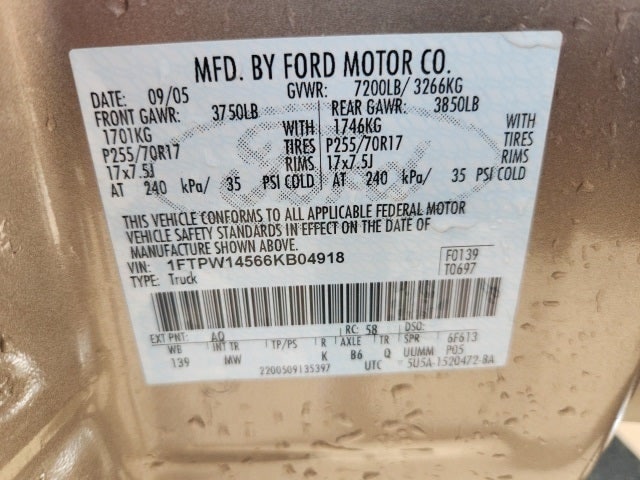 MFD. BY FORD MOTOR CO.
DATE: 09/05 GVWR: 7200LB/ 3266KG
FRONT GAWR: 3750LB REAR GAWR: 3850LB
1701KG WITH 1746KG WITH
P255/70R17 TIRES P255/70R17 TIRES
17x7.5J RIMS 17x7.5J RIMS
AT 240 kPa/ 35 PSI COLD AT 240 kPa/ 35 PSI COLD
THIS VEHICLE CONFORMS TO ALL APPLICABLE FEDERAL MOTOR
VEHICLE SAFETY STANDARDS IN EFFECT ON THE DATE OF
MANUFACTURE SHOWN ABOVE.
VIN: 1FTPW14566KB04918 F0139
TYPE: Truck T0697
EXT PNT: AQ RC: 58 DSO:
WB INT TR TP/PS R AXLE TR SPR 6F613
139 MW K B6 Q UUMM P05
2200509135397 UTC 5U5A-1520472-BA
Ford